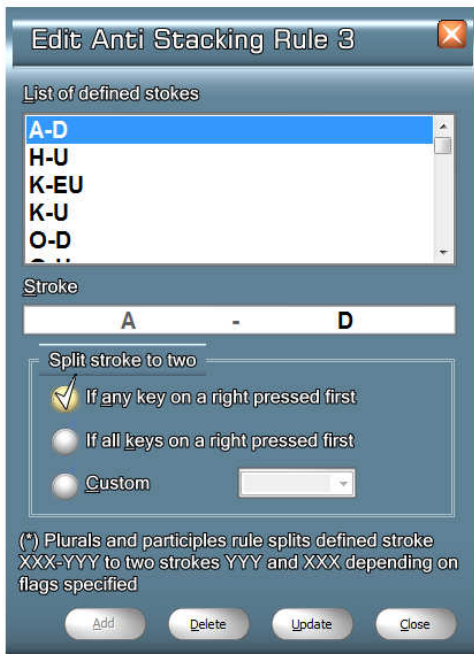 Edit Anti Stacking Rule 3
List of defined stokes
A-D
H-U
K-EU
K-U
O-D
Stroke
A - D
Split stroke to two
If any key on a right pressed first
If all keys on a right pressed first
Custom
(*) Plurals and participles rule splits defined stroke
XXX-YYY to two strokes YYY and XXX depending on
flags specified
Add Delete Update Close